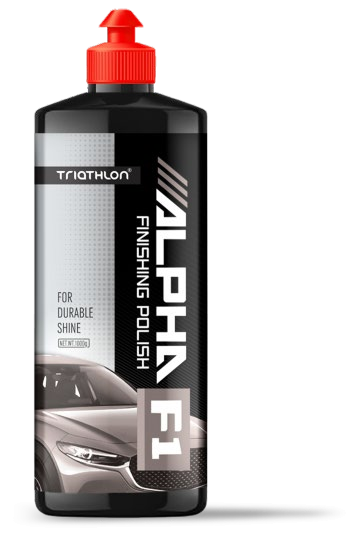 TRIATHLON®
ALPHA
FINISHING POLISH
F1
FOR
DURABLE
SHINE
NET WT. 1000g